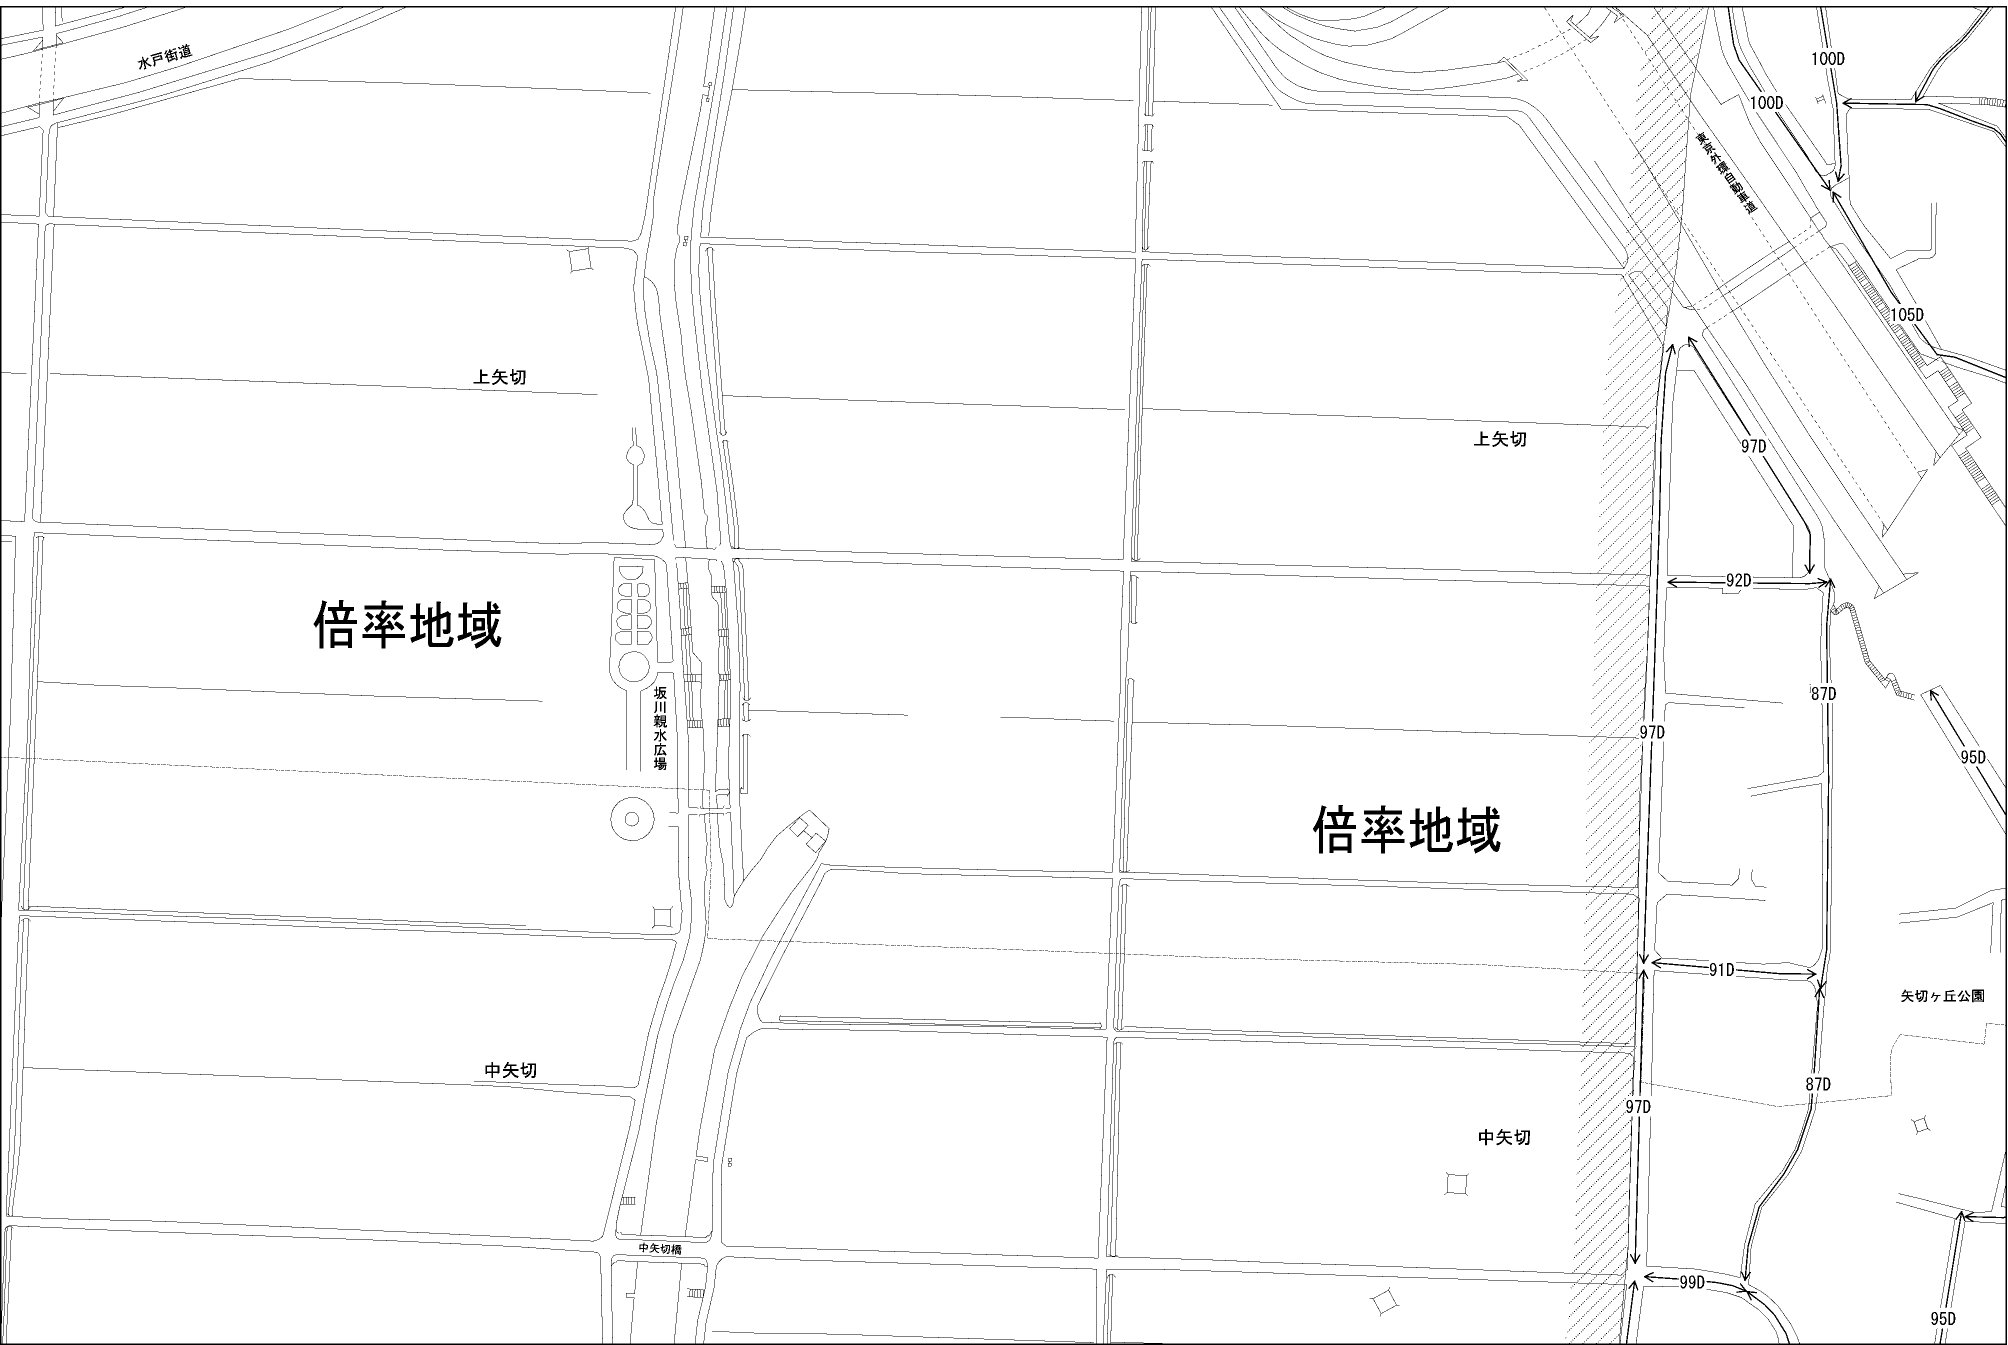 水戸街道
100D
100D
東京外環自動車道
105D
上矢切
上矢切
97D
92D
倍率地域
87D
坂川親水広場
97D
95D
倍率地域
91D
矢切ヶ丘公園
中矢切
87D
97D
中矢切
中矢切橋
99D
95D